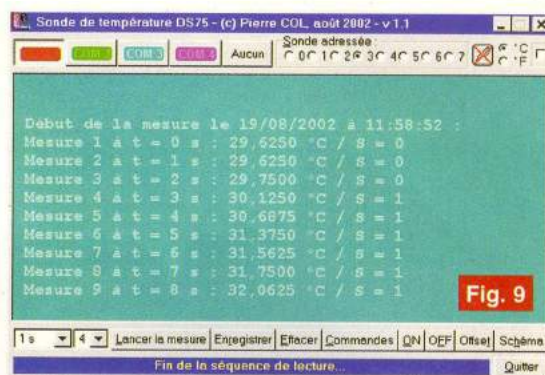 Sonde de température DS75 - (c) Pierre COL, août 2002 - v 1.1
COM 3 COM 4 Aucun Sonde adressée : 0 1 2 3 4 5 6 7 °C °F
Début de la mesure le 19/08/2002 à 11:58:52 :
Mesure 1 à t = 0 s : 29,6250 °C / S = 0
Mesure 2 à t = 1 s : 29,6250 °C / S = 0
Mesure 3 à t = 2 s : 29,7500 °C / S = 0
Mesure 4 à t = 3 s : 30,1250 °C / S = 1
Mesure 5 à t = 4 s : 30,6875 °C / S = 1
Mesure 6 à t = 5 s : 31,3750 °C / S = 1
Mesure 7 à t = 6 s : 31,5625 °C / S = 1
Mesure 8 à t = 7 s : 31,7500 °C / S = 1
Mesure 9 à t = 8 s : 32,0625 °C / S = 1
Fig. 9
1 s 4 Lancer la mesure Enregistrer Effacer Commandes ON OFF Offset Schéma
Fin de la séquence de lecture... Quitter